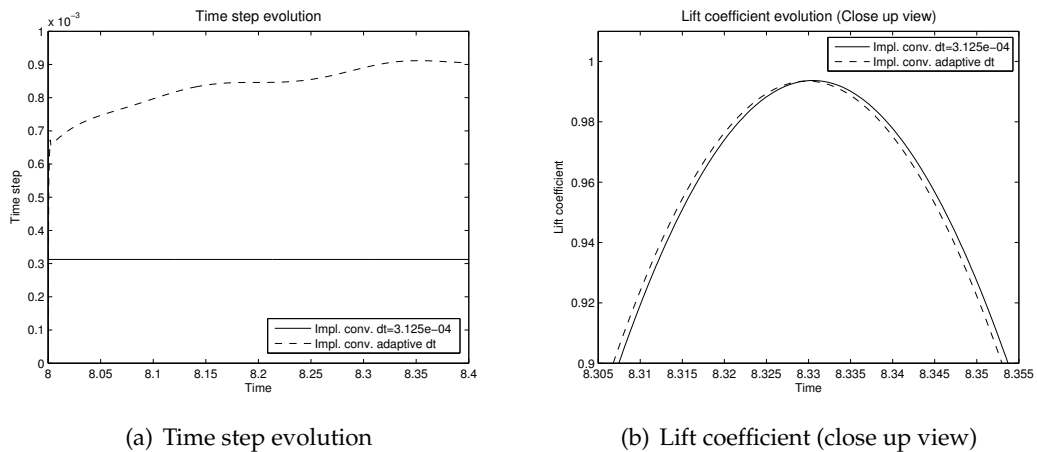 Time step evolution
x 10⁻³
1
0.9
0.8
0.7
0.6
0.5
0.4
0.3
0.2
0.1
0
Time step
8 8.05 8.1 8.15 8.2 8.25 8.3 8.35 8.4
Time
Impl. conv. dt=3.125e−04
Impl. conv. adaptive dt
(a) Time step evolution
Lift coefficient evolution (Close up view)
1
0.98
0.96
0.94
0.92
0.9
Lift coefficient
8.305 8.31 8.315 8.32 8.325 8.33 8.335 8.34 8.345 8.35 8.355
Time
Impl. conv. dt=3.125e−04
Impl. conv. adaptive dt
(b) Lift coefficient (close up view)